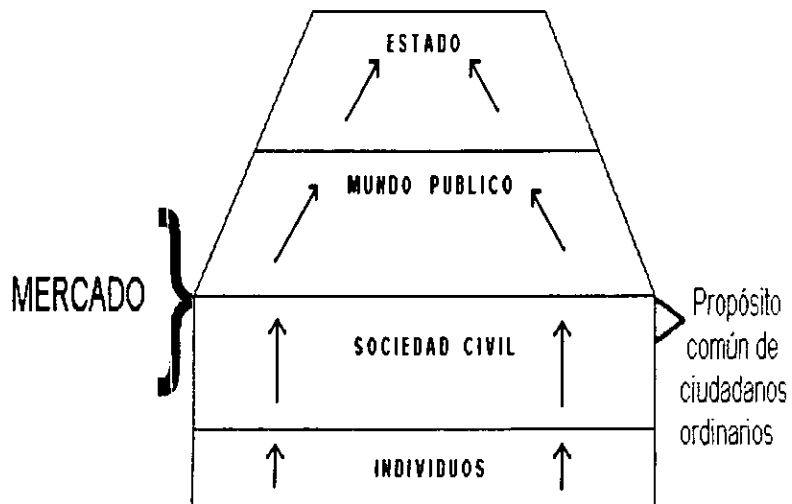 ESTADO
MUNDO PUBLICO
MERCADO
SOCIEDAD CIVIL
Propósito
común de
ciudadanos
ordinarios
INDIVIDUOS